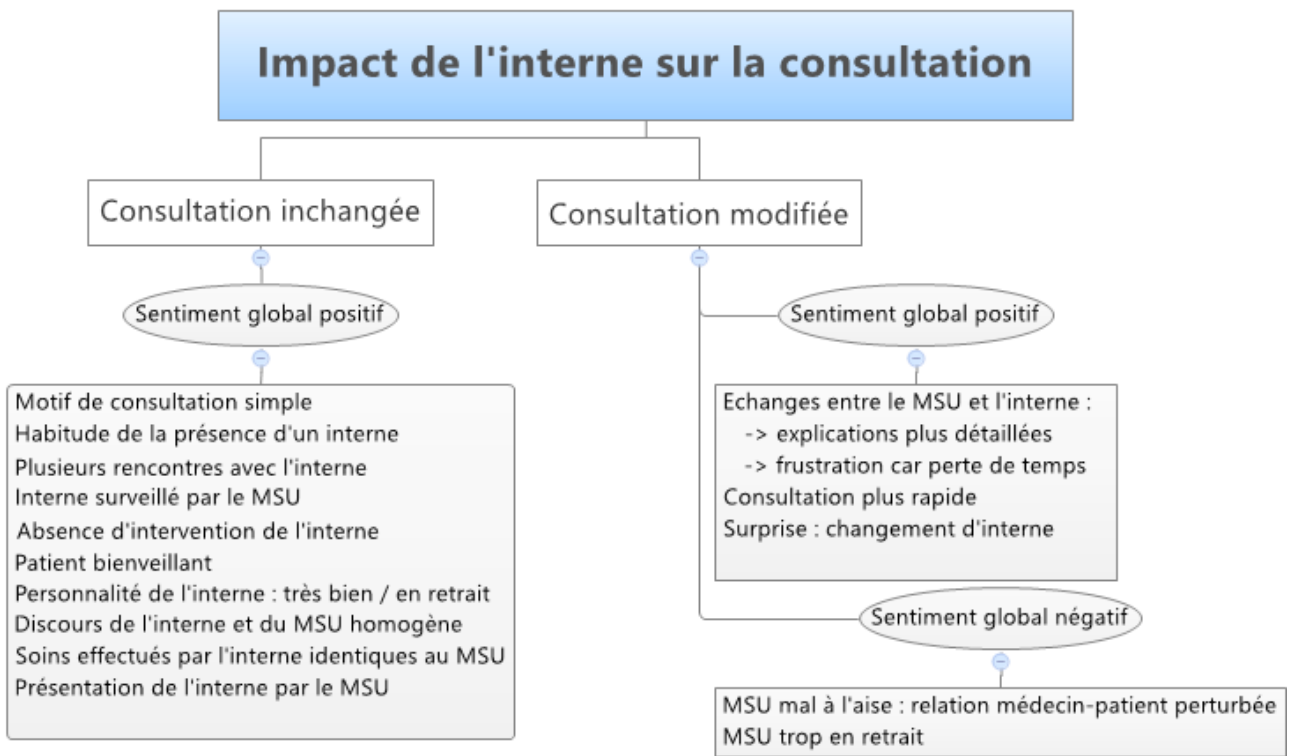 Impact de l'interne sur la consultation
Consultation inchangée
Consultation modifiée
Sentiment global positif
Motif de consultation simple
Habitude de la présence d'un interne
Plusieurs rencontres avec l'interne
Interne surveillé par le MSU
Absence d'intervention de l'interne
Patient bienveillant
Personnalité de l'interne : très bien / en retrait
Discours de l'interne et du MSU homogène
Soins effectués par l'interne identiques au MSU
Présentation de l'interne par le MSU
Sentiment global positif
Echanges entre le MSU et l'interne :
-> explications plus détaillées
-> frustration car perte de temps
Consultation plus rapide
Surprise : changement d'interne
Sentiment global négatif
MSU mal à l'aise : relation médecin-patient perturbée
MSU trop en retrait